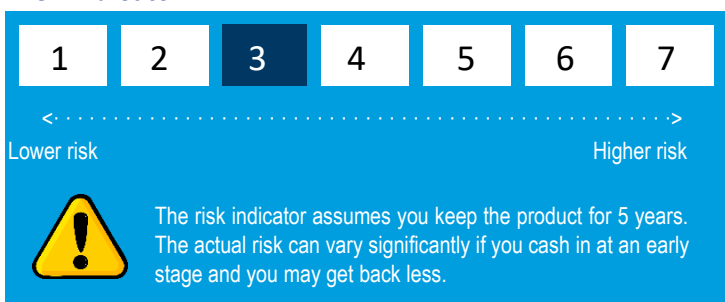 1 2 3 4 5 6 7
<· · · · · · · · · · · · · · · · · · · · · · · · · · · · · · · · · · · · · · · · · · · · · · · · · · · · · · · · ·>
Lower risk Higher risk
The risk indicator assumes you keep the product for 5 years.
The actual risk can vary significantly if you cash in at an early
stage and you may get back less.